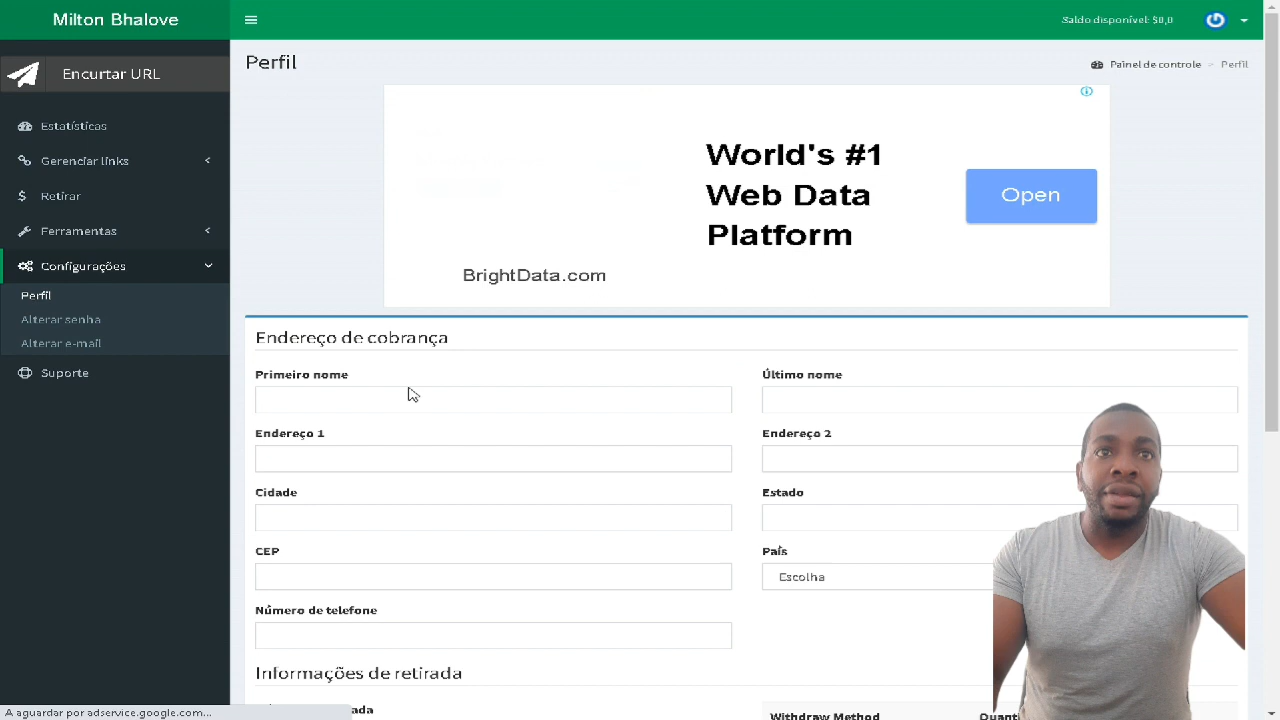 Milton Bhalove
Saldo disponível: $0,0
Encurtar URL
Perfil
Painel de controle > Perfil
Estatísticas
Gerenciar links
Retirar
Ferramentas
Configurações
Perfil
Alterar senha
Alterar e-mail
Suporte
World's #1
Web Data
Platform
Open
BrightData.com
Endereço de cobrança
Primeiro nome
Último nome
Endereço 1
Endereço 2
Cidade
Estado
CEP
País
Escolha
Número de telefone
Informações de retirada
Withdraw Method
A aguardar por adservice.google.com...